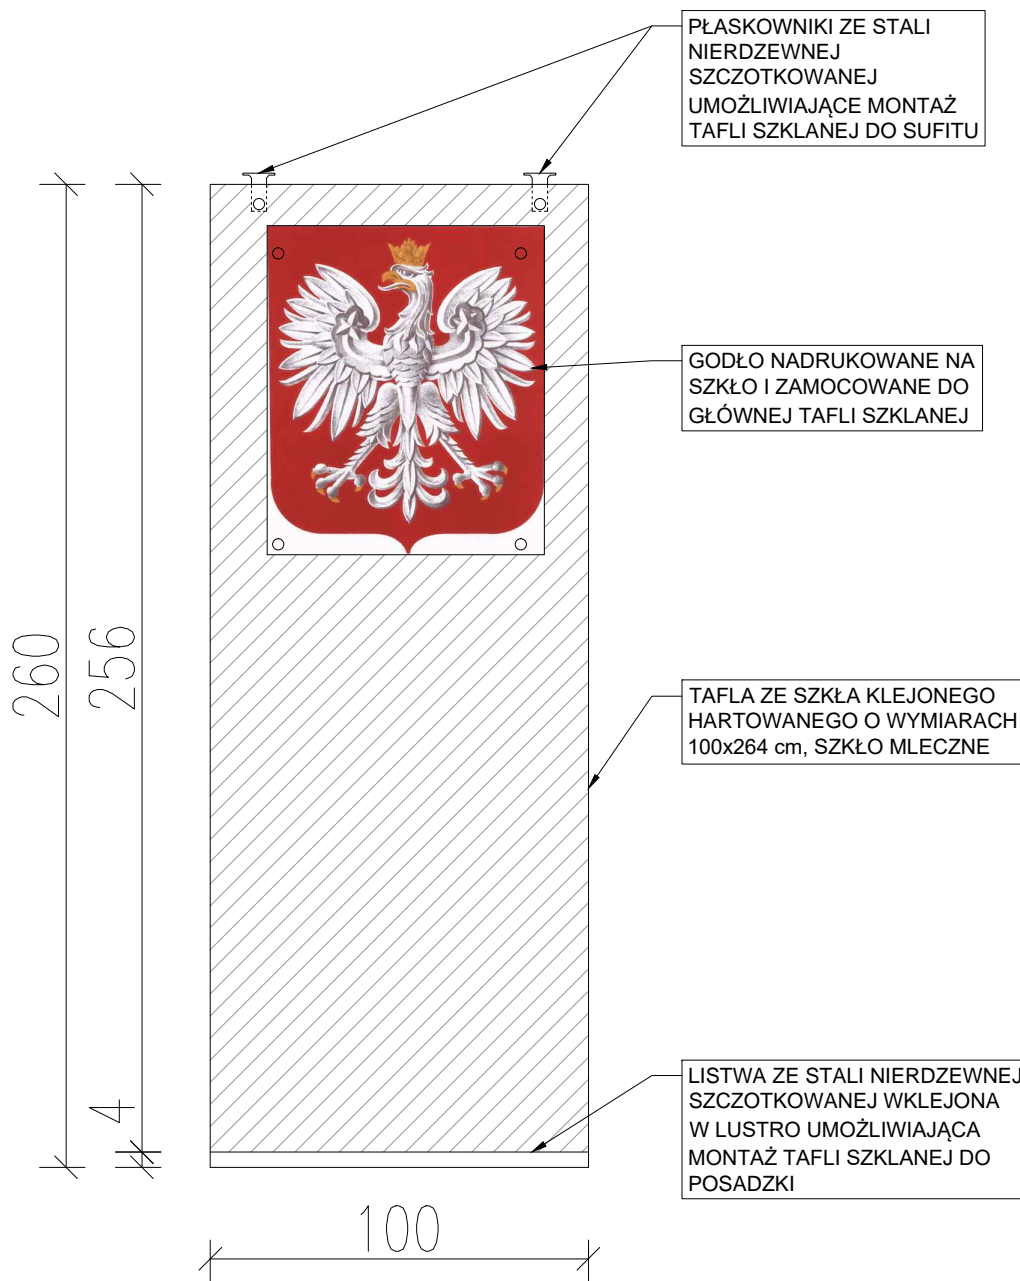 PŁASKOWNIKI ZE STALI
NIERDZEWNEJ
SZCZOTKOWANEJ
UMOŻLIWIAJĄCE MONTAŻ
TAFLI SZKLANEJ DO SUFITU
GODŁO NADRUKOWANE NA
SZKŁO I ZAMOCOWANE DO
GŁÓWNEJ TAFLI SZKLANEJ
260
256
TAFLA ZE SZKŁA KLEJONEGO
HARTOWANEGO O WYMIARACH
100x264 cm, SZKŁO MLECZNE
4
LISTWA ZE STALI NIERDZEWNEJ
SZCZOTKOWANEJ WKLEJONA
W LUSTRO UMOŻLIWIAJĄCA
MONTAŻ TAFLI SZKLANEJ DO
POSADZKI
100